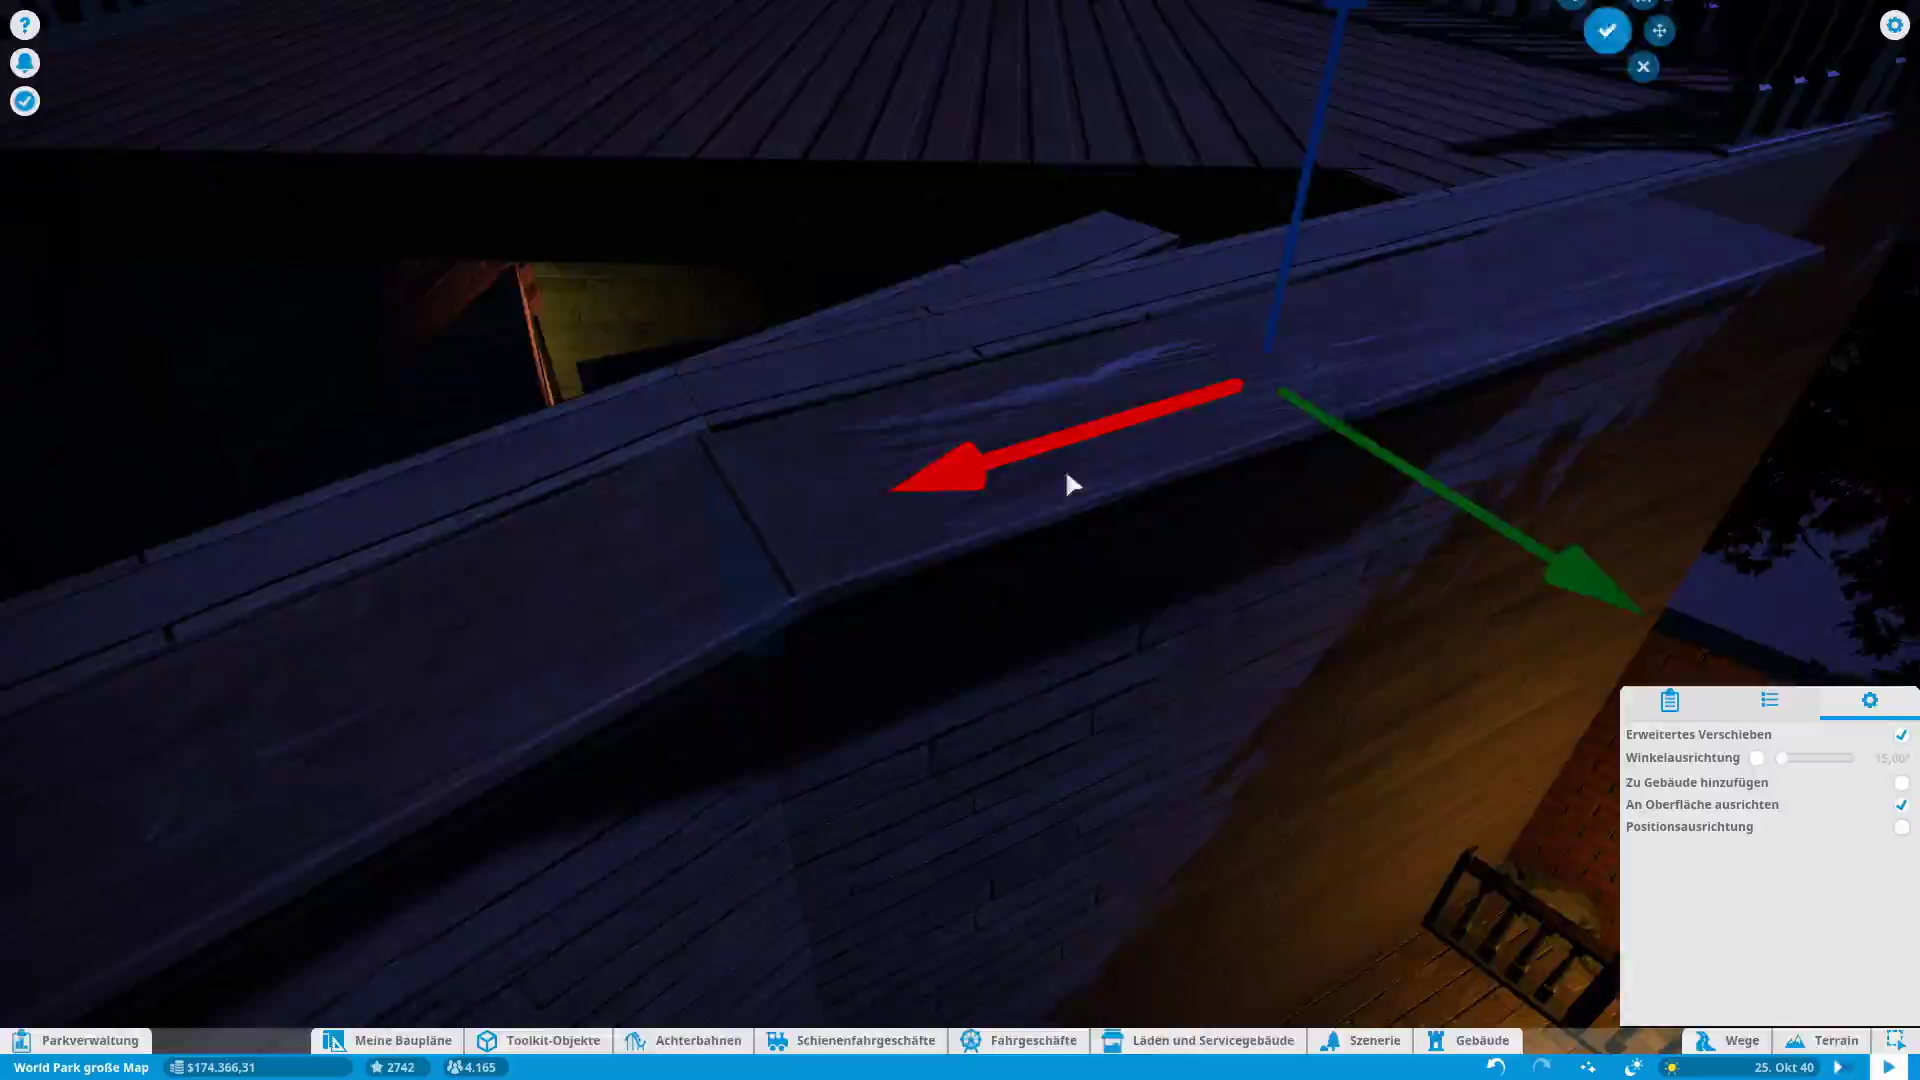 Erweitertes Verschieben
Winkelausrichtung 15,00°
Zu Gebäude hinzufügen
An Oberfläche ausrichten
Positionsausrichtung
Parkverwaltung Meine Baupläne Toolkit-Objekte Achterbahnen Schienenfahrgeschäfte Fahrgeschäfte Läden und Servicegebäude Szenerie Gebäude Wege Terrain
World Park große Map $174.366,31 2742 4.165 25. Okt 40